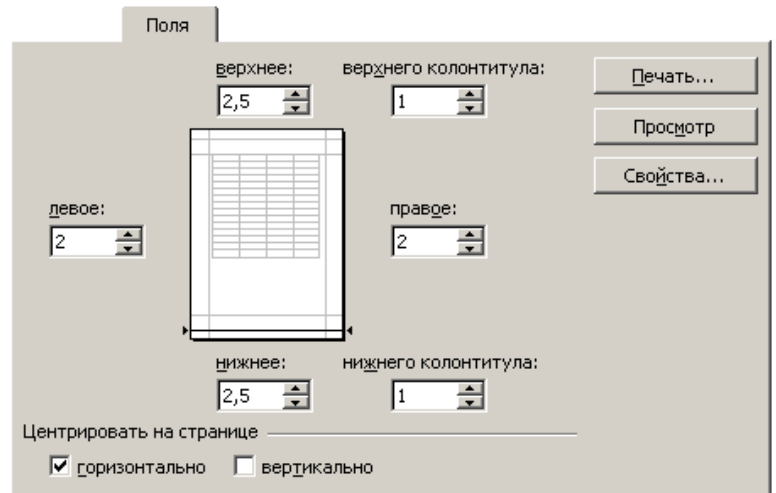 Поля
верхнее: верхнего колонтитула:
2,5 1
Печать...
Просмотр
Свойства...
левое: правое:
2 2
нижнее: нижнего колонтитула:
2,5 1
Центрировать на странице
горизонтально вертикально